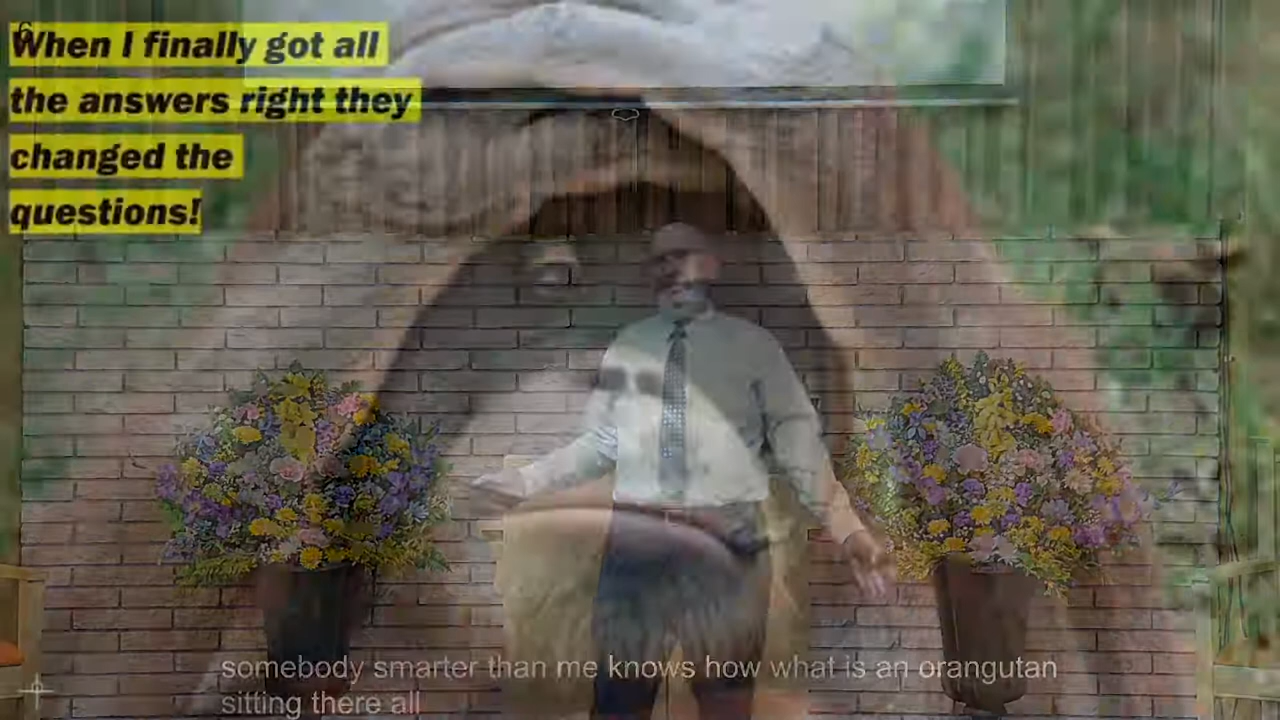 When I finally got all
the answers right they
changed the
questions!
somebody smarter than me knows how what is an orangutan
sitting there all